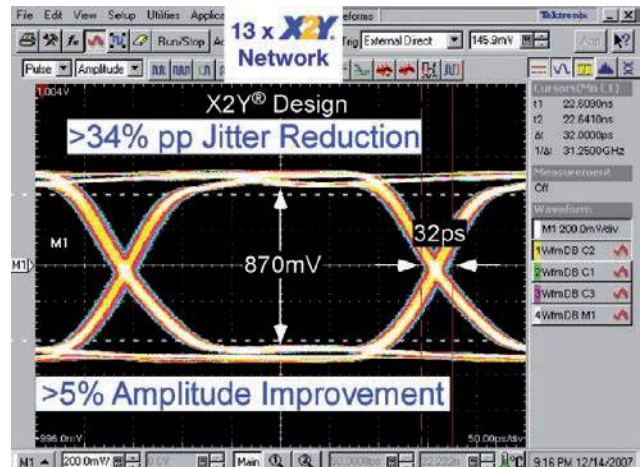 File Edit View Setup Utilities
Tektronix
13 x X2Y®
Network
Run/Stop
External Direct
145.9mV
Pulse
Amplitude
1.004V
X2Y® Design
>34% pp Jitter Reduction
Cursors(Mn C1)
t1 22.6090ns
t2 22.6410ns
Δt 32.0000ps
1/Δt 31.2500GHz
Measurement
Off
Waveform
M1 200.0mV/div
1WfmDB C2
2WfmDB C1
3WfmDB C3
4WfmDB M1
M1
M1
32ps
870mV
>5% Amplitude Improvement
-996.0mV
50.00ps/div
M1
200.0mV
Main
9:16 PM 12/14/2007